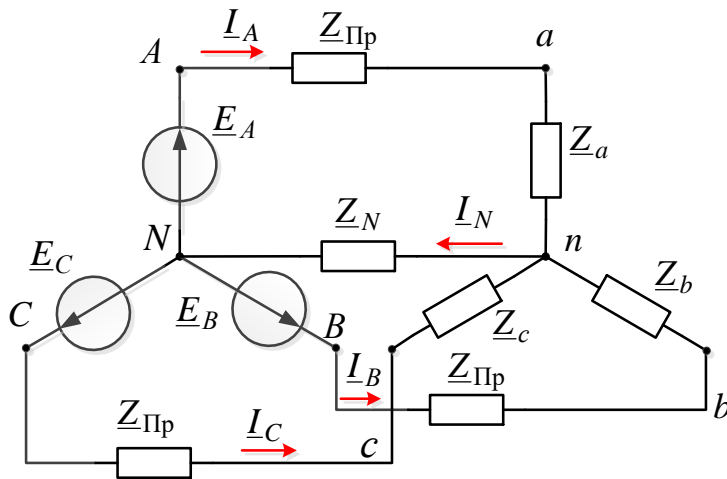 I_A Z_Пр
A a
E_A Z_a
Z_N I_N
N n
E_C Z_b
C E_B B Z_c
I_B Z_Пр
Z_Пр I_C c b